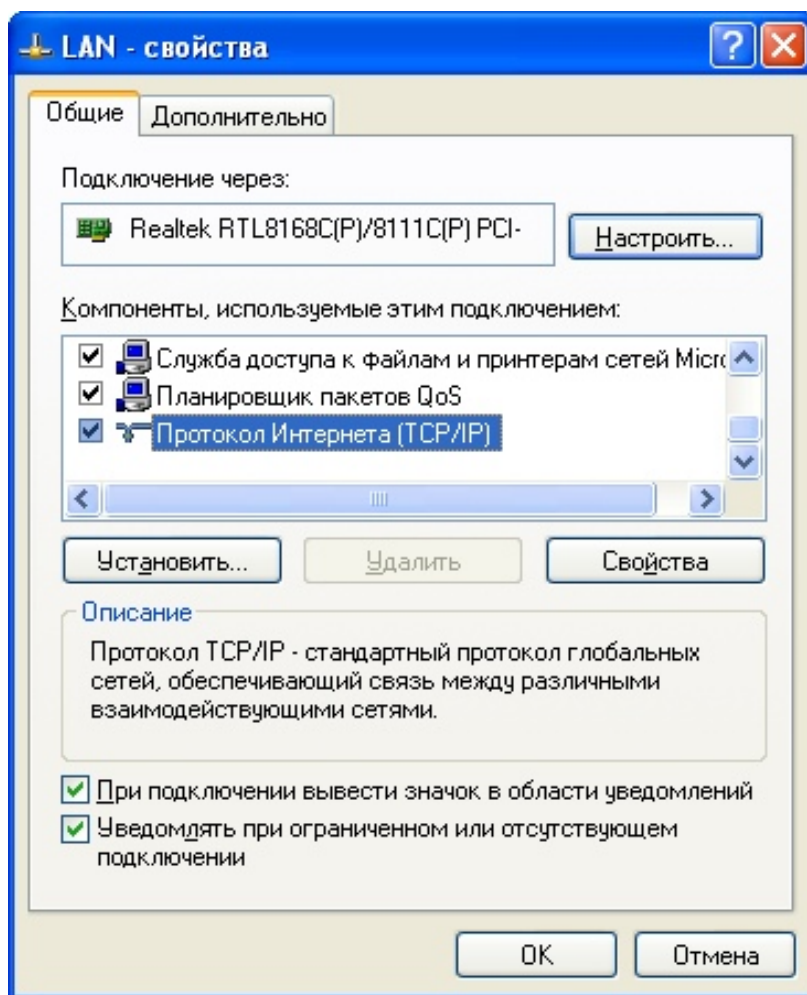 LAN - свойства
Общие
Дополнительно
Подключение через:
Realtek RTL8168C(P)/8111C(P) PCI-
Настроить...
Компоненты, используемые этим подключением:
Служба доступа к файлам и принтерам сетей Micro
Планировщик пакетов QoS
Протокол Интернета (TCP/IP)
Установить...
Удалить
Свойства
Описание
Протокол TCP/IP - стандартный протокол глобальных
сетей, обеспечивающий связь между различными
взаимодействующими сетями.
При подключении вывести значок в области уведомлений
Уведомлять при ограниченном или отсутствующем
подключении
OK
Отмена